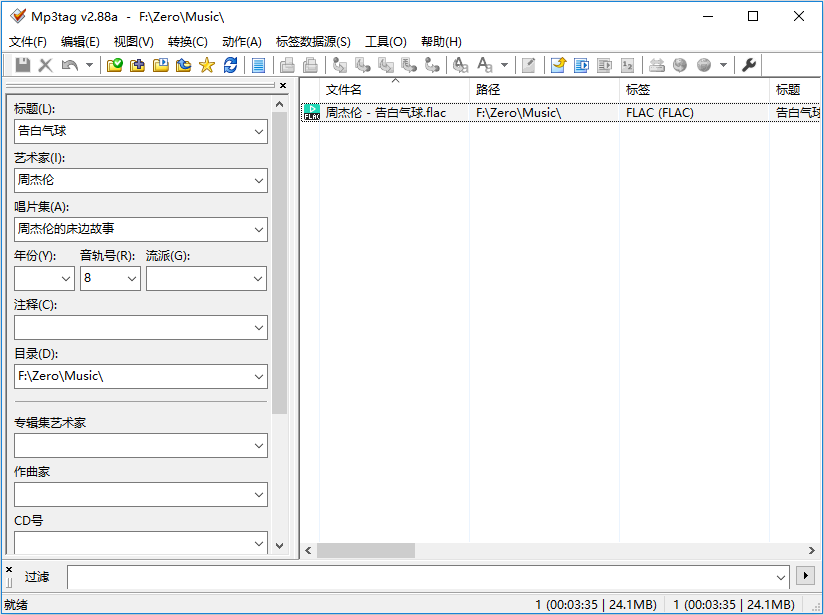 Mp3tag v2.88a - F:\Zero\Music\
文件(F) 编辑(E) 视图(V) 转换(C) 动作(A) 标签数据源(S) 工具(O) 帮助(H)
标题(L):
告白气球
艺术家(I):
周杰伦
唱片集(A):
周杰伦的床边故事
年份(Y): 音轨号(R): 流派(G):
8
注释(C):
目录(D):
F:\Zero\Music\
专辑集艺术家
作曲家
CD号
文件名 路径 标签 标题
FLAC 周杰伦 - 告白气球.flac F:\Zero\Music\ FLAC (FLAC) 告白气球
过滤
就绪 1 (00:03:35 | 24.1MB) 1 (00:03:35 | 24.1MB)